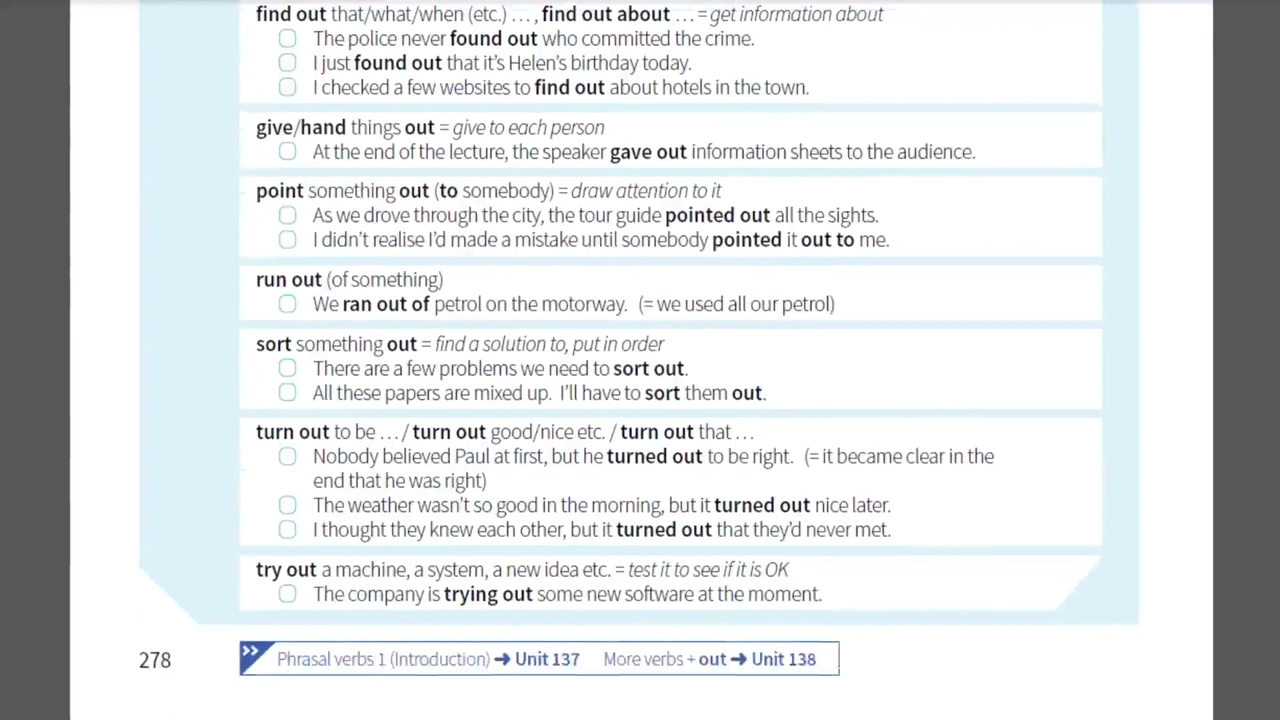 find out that/what/when (etc.) … , find out about … = get information about
The police never found out who committed the crime.
I just found out that it's Helen's birthday today.
I checked a few websites to find out about hotels in the town.
give/hand things out = give to each person
At the end of the lecture, the speaker gave out information sheets to the audience.
point something out (to somebody) = draw attention to it
As we drove through the city, the tour guide pointed out all the sights.
I didn't realise I'd made a mistake until somebody pointed it out to me.
run out (of something)
We ran out of petrol on the motorway. (= we used all our petrol)
sort something out = find a solution to, put in order
There are a few problems we need to sort out.
All these papers are mixed up. I'll have to sort them out.
turn out to be … / turn out good/nice etc. / turn out that …
Nobody believed Paul at first, but he turned out to be right. (= it became clear in the
end that he was right)
The weather wasn't so good in the morning, but it turned out nice later.
I thought they knew each other, but it turned out that they'd never met.
try out a machine, a system, a new idea etc. = test it to see if it is OK
The company is trying out some new software at the moment.
278 Phrasal verbs 1 (Introduction) ➜ Unit 137 More verbs + out ➜ Unit 138